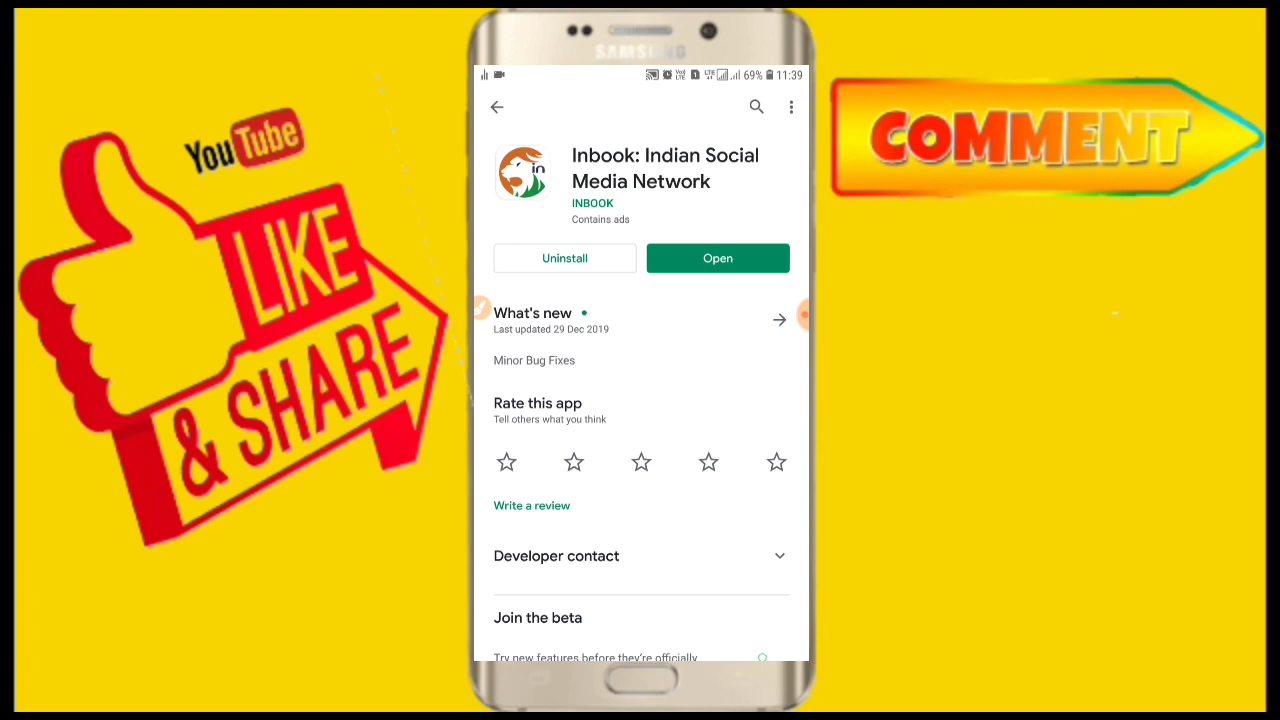 YouTube
LIKE
& SHARE
COMMENT
SAMSUNG
69% 11:39
in
Inbook: Indian Social
Media Network
INBOOK
Contains ads
Uninstall
Open
What's new
Last updated 29 Dec 2019
Minor Bug Fixes
Rate this app
Tell others what you think
Write a review
Developer contact
Join the beta
Try new features before they're officially